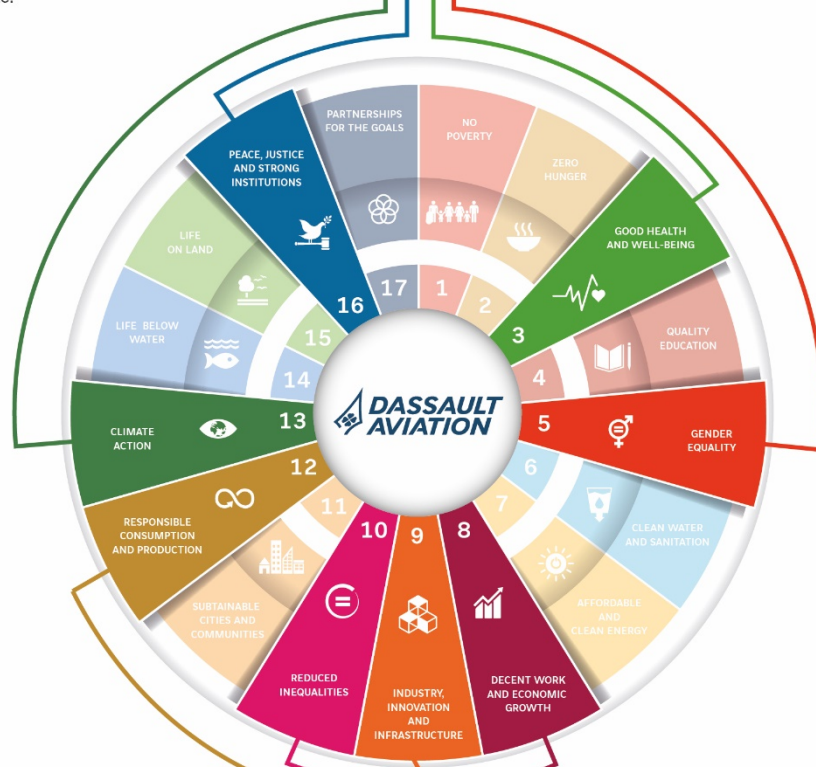 PARTNERSHIPS
FOR THE GOALS
17
NO
POVERTY
1
ZERO
HUNGER
2
GOOD HEALTH
AND WELL-BEING
3
QUALITY
EDUCATION
4
GENDER
EQUALITY
5
CLEAN WATER
AND SANITATION
6
AFFORDABLE
AND
CLEAN ENERGY
7
DECENT WORK
AND ECONOMIC
GROWTH
8
INDUSTRY,
INNOVATION
AND
INFRASTRUCTURE
9
REDUCED
INEQUALITIES
10
SUBTAINABLE
CITIES AND
COMMUNITIES
11
RESPONSIBLE
CONSUMPTION
AND PRODUCTION
12
CLIMATE
ACTION
13
LIFE BELOW
WATER
14
LIFE
ON LAND
15
PEACE, JUSTICE
AND STRONG
INSTITUTIONS
16
DASSAULT
AVIATION